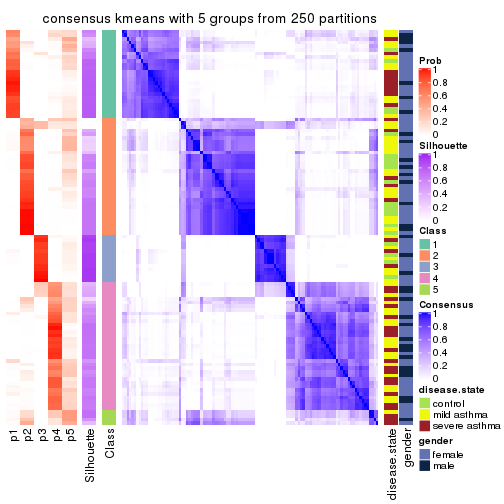 consensus kmeans with 5 groups from 250 partitions
Prob
1
0.8
0.6
0.4
0.2
0
Silhouette
1
0.8
0.6
0.4
0.2
0
Class
1
2
3
4
5
Consensus
1
0.8
0.6
0.4
0.2
0
disease.state
control
mild asthma
severe asthma
gender
female
male
p1
p2
p3
p4
p5
Silhouette
Class
disease.state
gender